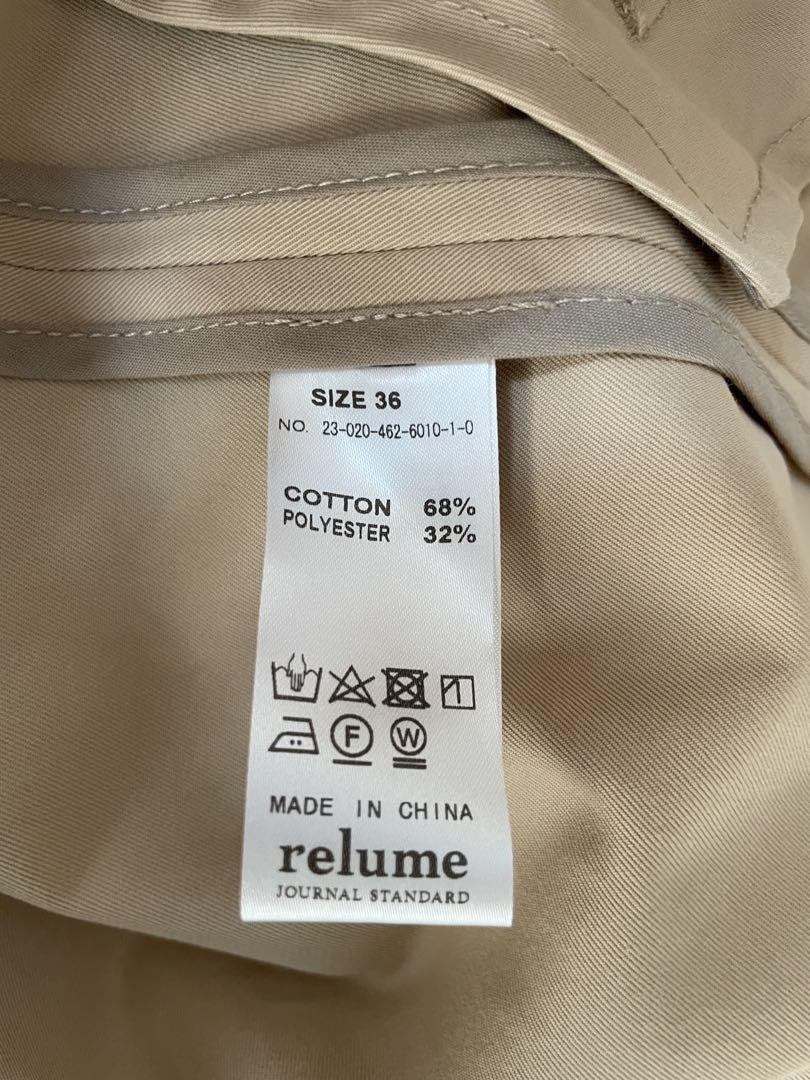 SIZE 36
NO. 23-020-462-6010-1-0
COTTON 68%
POLYESTER 32%
F W
MADE IN CHINA
relume
JOURNAL STANDARD